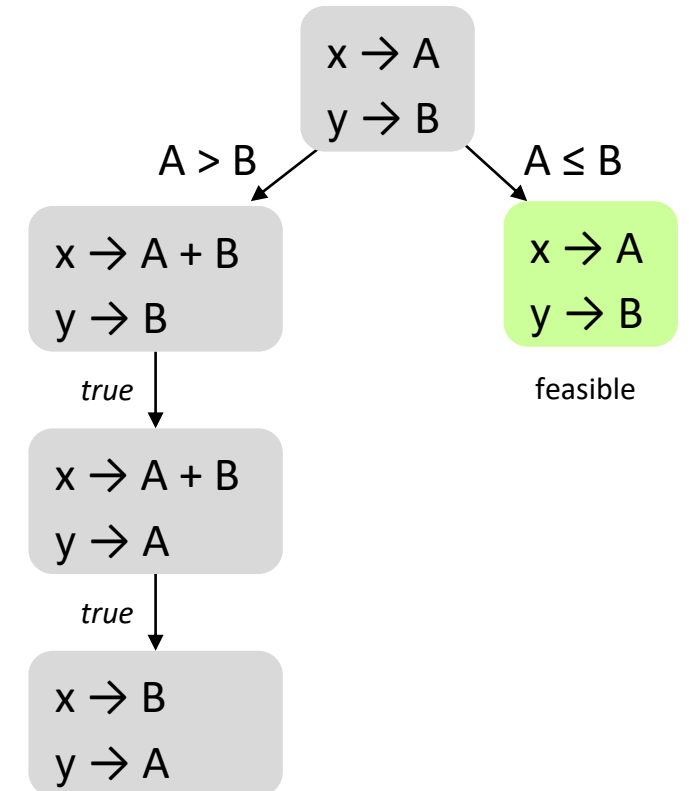 x → A
y → B
A > B
A ≤ B
x → A + B
y → B
x → A
y → B
true
feasible
x → A + B
y → A
true
x → B
y → A